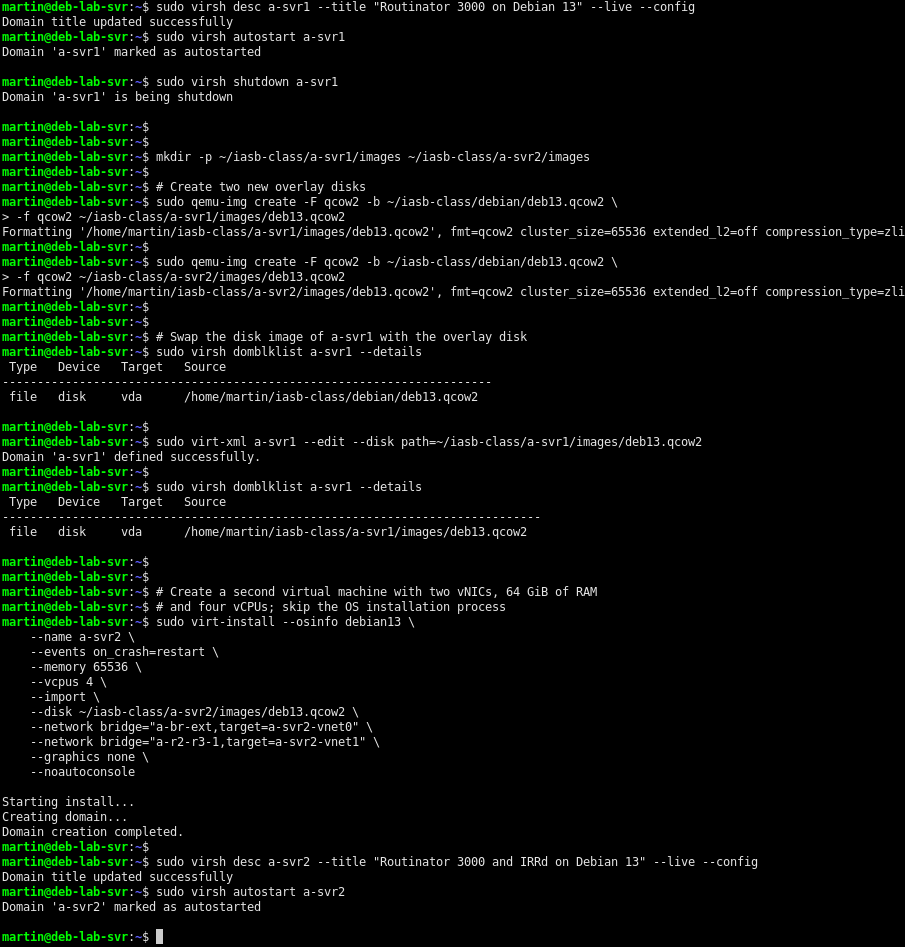 martin@deb-lab-svr:~$ sudo virsh desc a-svr1 --title "Routinator 3000 on Debian 13" --live --config
Domain title updated successfully
martin@deb-lab-svr:~$ sudo virsh autostart a-svr1
Domain 'a-svr1' marked as autostarted
martin@deb-lab-svr:~$ sudo virsh shutdown a-svr1
Domain 'a-svr1' is being shutdown
martin@deb-lab-svr:~$
martin@deb-lab-svr:~$
martin@deb-lab-svr:~$ mkdir -p ~/iasb-class/a-svr1/images ~/iasb-class/a-svr2/images
martin@deb-lab-svr:~$
martin@deb-lab-svr:~$ # Create two new overlay disks
martin@deb-lab-svr:~$ sudo qemu-img create -F qcow2 -b ~/iasb-class/debian/deb13.qcow2 \
> -f qcow2 ~/iasb-class/a-svr1/images/deb13.qcow2
Formatting '/home/martin/iasb-class/a-svr1/images/deb13.qcow2', fmt=qcow2 cluster_size=65536 extended_l2=off compression_type=zli
martin@deb-lab-svr:~$
martin@deb-lab-svr:~$ sudo qemu-img create -F qcow2 -b ~/iasb-class/debian/deb13.qcow2 \
> -f qcow2 ~/iasb-class/a-svr2/images/deb13.qcow2
Formatting '/home/martin/iasb-class/a-svr2/images/deb13.qcow2', fmt=qcow2 cluster_size=65536 extended_l2=off compression_type=zli
martin@deb-lab-svr:~$
martin@deb-lab-svr:~$
martin@deb-lab-svr:~$ # Swap the disk image of a-svr1 with the overlay disk
martin@deb-lab-svr:~$ sudo virsh domblklist a-svr1 --details
Type   Device   Target   Source
----------------------------------------------------------------------
file   disk     vda      /home/martin/iasb-class/debian/deb13.qcow2
martin@deb-lab-svr:~$
martin@deb-lab-svr:~$ sudo virt-xml a-svr1 --edit --disk path=~/iasb-class/a-svr1/images/deb13.qcow2
Domain 'a-svr1' defined successfully.
martin@deb-lab-svr:~$
martin@deb-lab-svr:~$ sudo virsh domblklist a-svr1 --details
Type   Device   Target   Source
-----------------------------------------------------------------------------
file   disk     vda      /home/martin/iasb-class/a-svr1/images/deb13.qcow2
martin@deb-lab-svr:~$
martin@deb-lab-svr:~$
martin@deb-lab-svr:~$ # Create a second virtual machine with two vNICs, 64 GiB of RAM
martin@deb-lab-svr:~$ # and four vCPUs; skip the OS installation process
martin@deb-lab-svr:~$ sudo virt-install --osinfo debian13 \
--name a-svr2 \
--events on_crash=restart \
--memory 65536 \
--vcpus 4 \
--import \
--disk ~/iasb-class/a-svr2/images/deb13.qcow2 \
--network bridge="a-br-ext,target=a-svr2-vnet0" \
--network bridge="a-r2-r3-1,target=a-svr2-vnet1" \
--graphics none \
--noautoconsole
Starting install...
Creating domain...
Domain creation completed.
martin@deb-lab-svr:~$
martin@deb-lab-svr:~$ sudo virsh desc a-svr2 --title "Routinator 3000 and IRRd on Debian 13" --live --config
Domain title updated successfully
martin@deb-lab-svr:~$ sudo virsh autostart a-svr2
Domain 'a-svr2' marked as autostarted
martin@deb-lab-svr:~$